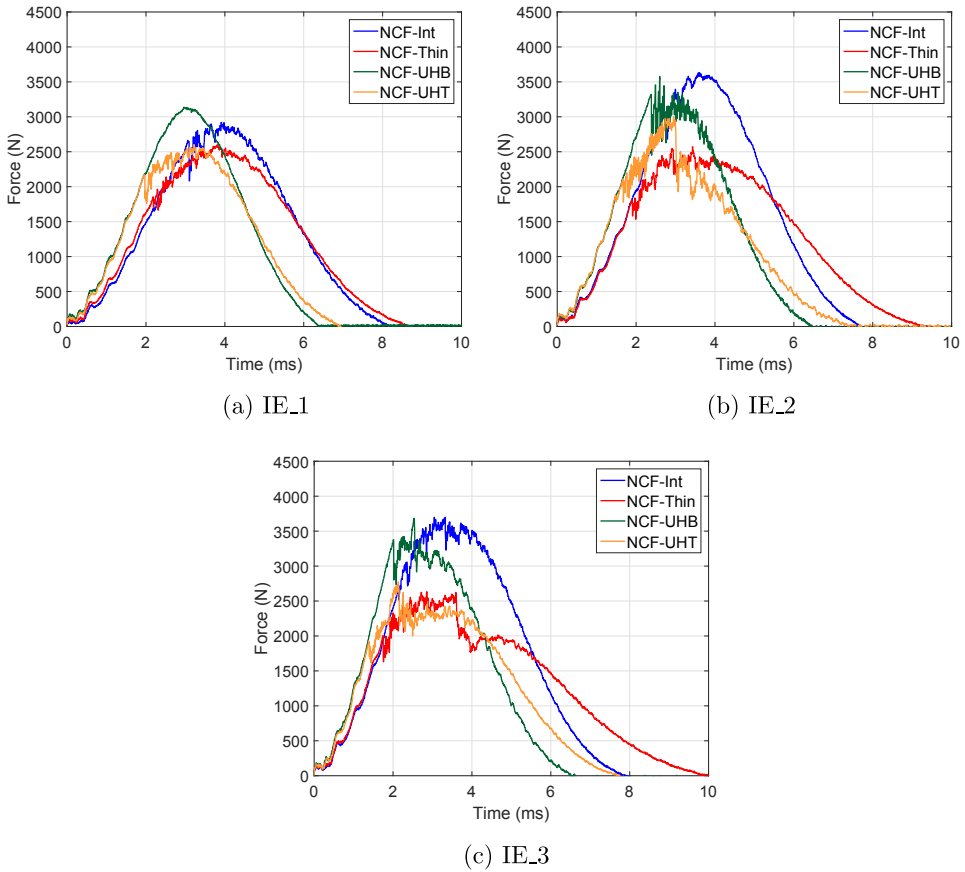 4500
4000
3500
3000
2500
2000
1500
1000
500
0
Force (N)
0 2 4 6 8 10
Time (ms)
NCF-Int
NCF-Thin
NCF-UHB
NCF-UHT
(a) IE_1
4500
4000
3500
3000
2500
2000
1500
1000
500
0
Force (N)
0 2 4 6 8 10
Time (ms)
NCF-Int
NCF-Thin
NCF-UHB
NCF-UHT
(b) IE_2
4500
4000
3500
3000
2500
2000
1500
1000
500
0
Force (N)
0 2 4 6 8 10
Time (ms)
NCF-Int
NCF-Thin
NCF-UHB
NCF-UHT
(c) IE_3